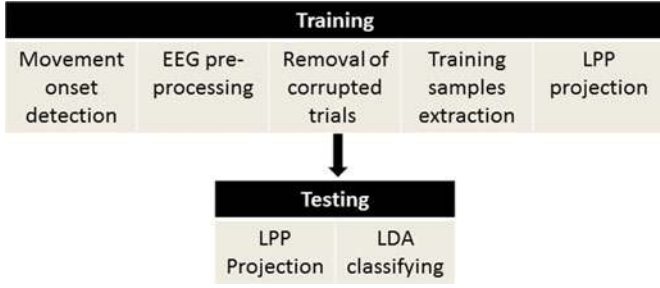 Training
Movement
onset
detection
EEG pre-
processing
Removal of
corrupted
trials
Training
samples
extraction
LPP
projection
Testing
LPP
Projection
LDA
classifying